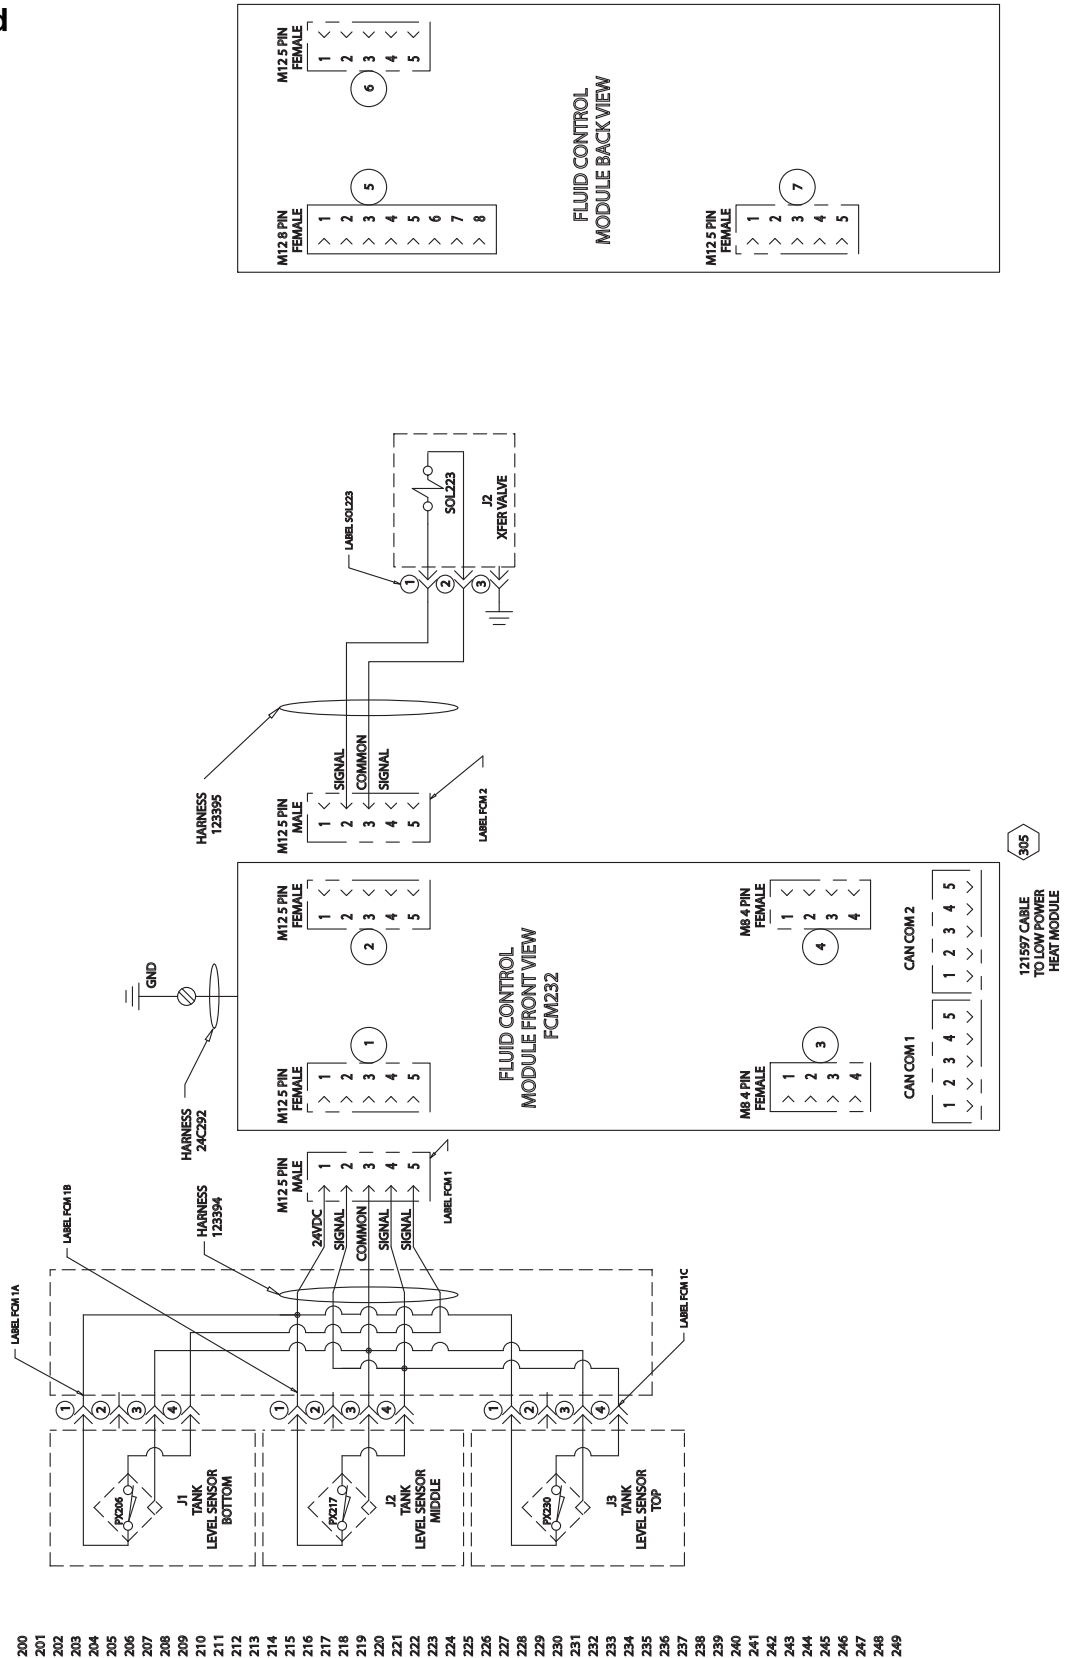 d
M12 5 PIN
FEMALE
1
2
3
4
5
6
M12 8 PIN
FEMALE
1
2
3
4
5
6
7
8
5
FLUID CONTROL
MODULE BACK VIEW
M12 5 PIN
FEMALE
1
2
3
4
5
7
LABEL SOL223
1
2
3
SOL223
J2
XFER VALVE
HARNESS
123395
SIGNAL
COMMON
SIGNAL
M12 5 PIN
MALE
1
2
3
4
5
LABEL FCM 2
GND
HARNESS
24C292
M12 5 PIN
FEMALE
1
2
3
4
5
2
M12 5 PIN
FEMALE
1
2
3
4
5
1
FLUID CONTROL
MODULE FRONT VIEW
FCM232
M8 4 PIN
FEMALE
1
2
3
4
4
M8 4 PIN
FEMALE
1
2
3
4
3
CAN COM 1
1 2 3 4 5
CAN COM 2
1 2 3 4 5
305
121597 CABLE
TO LOW POWER
HEAT MODULE
M12 5 PIN
MALE
1
2
3
4
5
LABEL FCM 1
24VDC
SIGNAL
COMMON
SIGNAL
SIGNAL
HARNESS
123394
LABEL FCM 1B
LABEL FCM 1A
LABEL FCM 1C
1
2
3
4
PX206
J1
TANK
LEVEL SENSOR
BOTTOM
1
2
3
4
PX217
J2
TANK
LEVEL SENSOR
MIDDLE
1
2
3
4
PX230
J3
TANK
LEVEL SENSOR
TOP
200
201
202
203
204
205
206
207
208
209
210
211
212
213
214
215
216
217
218
219
220
221
222
223
224
225
226
227
228
229
230
231
232
233
234
235
236
237
238
239
240
241
242
243
244
245
246
247
248
249